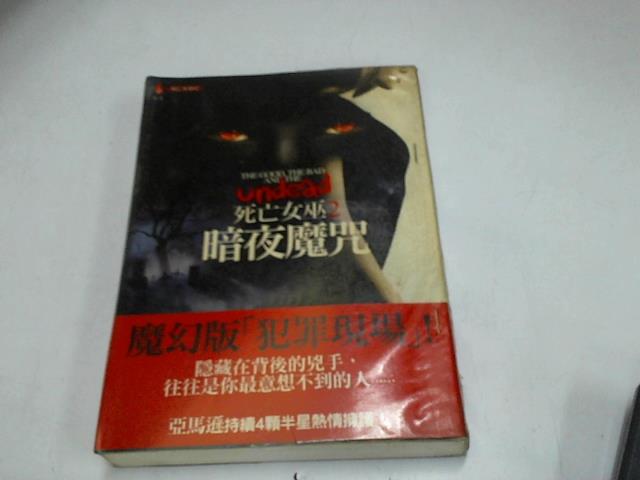 THE GOOD, THE BAD
AND THE
undead
死亡女巫2
暗夜魔咒
魔幻版「犯罪現場」!
隱藏在背後的兇手、
往往是你最意想不到的人……
亞馬遜持續4顆半星熱情擁護